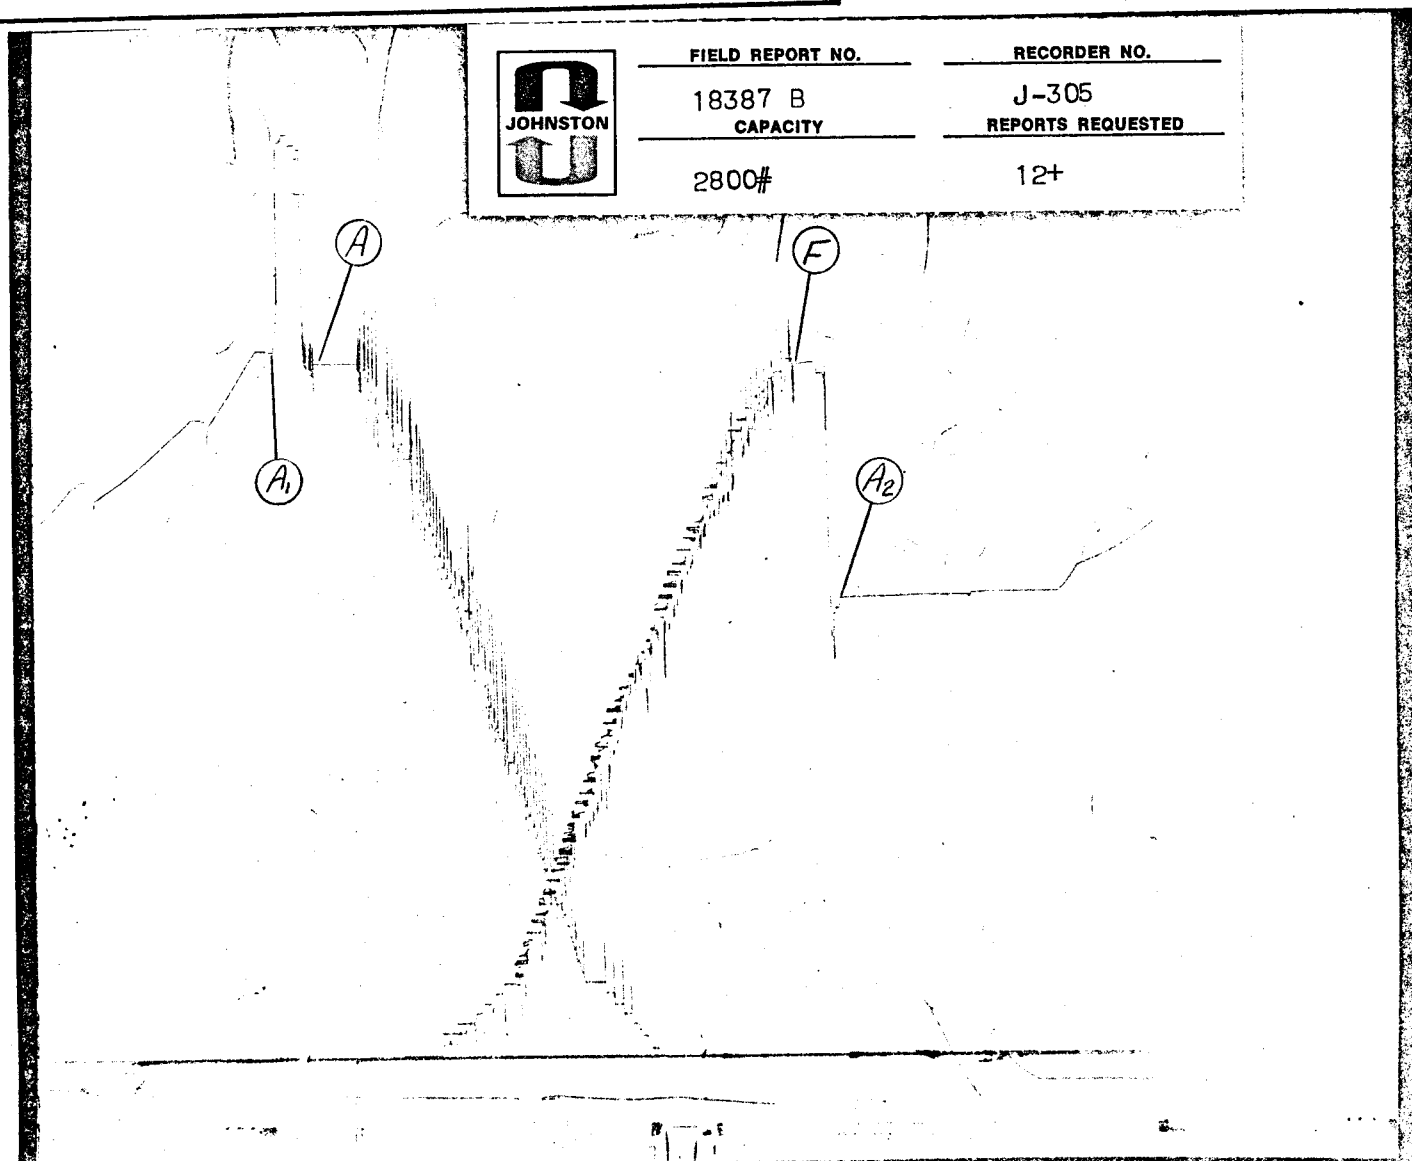 FIELD REPORT NO.
RECORDER NO.
18387 B
J-305
JOHNSTON
CAPACITY
REPORTS REQUESTED
2800#
12+
A
F
A1
A2